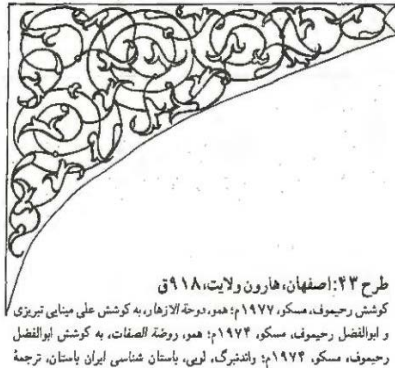 طرح ۴۳: اصفهان، هارون ولایت، ۹۱۸ق
کوشش رحیموف، مسکو، ۱۹۷۷م؛ همو، دوحة الازهار، به کوشش علی مینایی تبریزی
و ابوالفضل رحیموف، مسکو، ۱۹۷۴م؛ همو، روضة الصفات، به کوشش ابوالفضل
رحیموف، مسکو، ۱۹۷۴م؛ واندنبرگ، لویی، باستان شناسی ایران باستان، ترجمهٔ